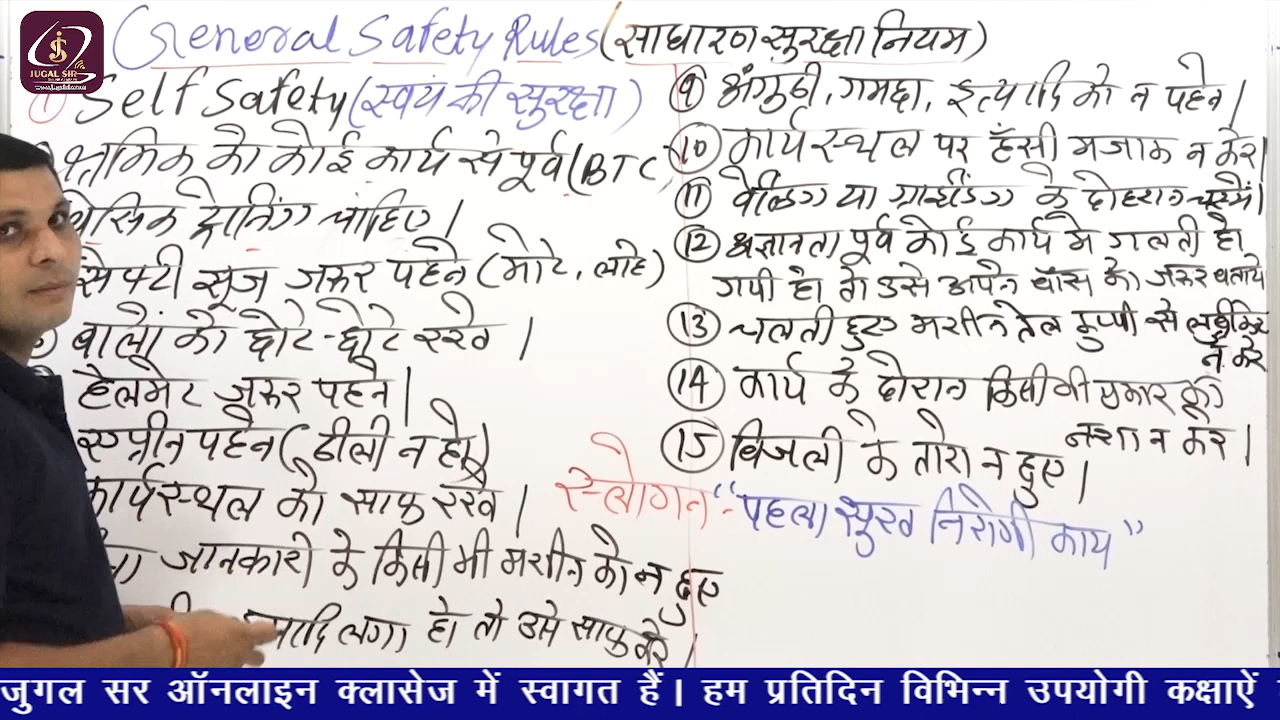 JUGAL SIR
General Safety Rules (साधारण सुरक्षा नियम)
① Self Safety (स्वयं की सुरक्षा)
श्रमिक को कोई कार्य से पूर्व (BTC)
बेसिक ट्रेनिंग चाहिए।
सेफ्टी सूज जरूर पहने (मोटे, लोहे)
बालों को छोटे-छोटे रखे।
हेलमेट जरूर पहने।
एप्रीन पहने (ढीली न हो)
कार्यस्थल को साफ रखे।
जानकारी के किसी भी मशीन को न छुए
लगा हो तो उसे साफ करे।
⑨ अंगुठी, गमछा, इत्यादि को न पहने।
⑩ कार्यस्थल पर हँसी मजाक न करे।
⑪ वेल्डिंग या ग्राइंडिंग के दोहरान चश्में।
⑫ अज्ञानता पूर्व कोई कार्य मे गलती हो
गयी हो तो उसे अपने बॉस को जरूर बताये
⑬ चलती हुए मशीन तेल कुप्पी से
न करे
⑭ कार्य के दौरान किसी भी प्रकार का
नशा न करे।
⑮ बिजली के तारो न छुए।
स्लोगन - "पहला सुख निरोगी काय"
जुगल सर ऑनलाइन क्लासेज में स्वागत हैं। हम प्रतिदिन विभिन्न उपयोगी कक्षाऐं